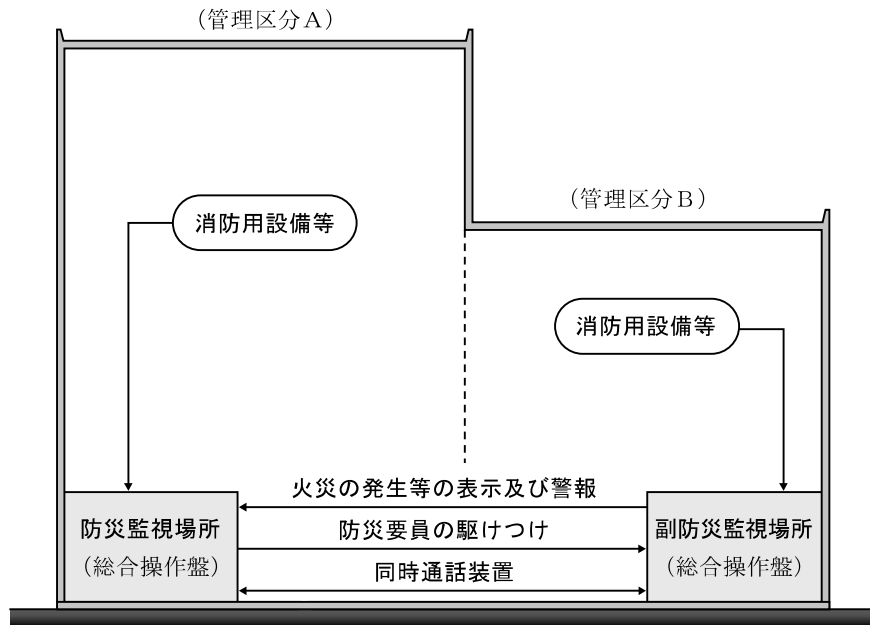 （管理区分A）
（管理区分B）
消防用設備等
消防用設備等
火災の発生等の表示及び警報
防災監視場所
（総合操作盤）
防災要員の駆けつけ
副防災監視場所
（総合操作盤）
同時通話装置